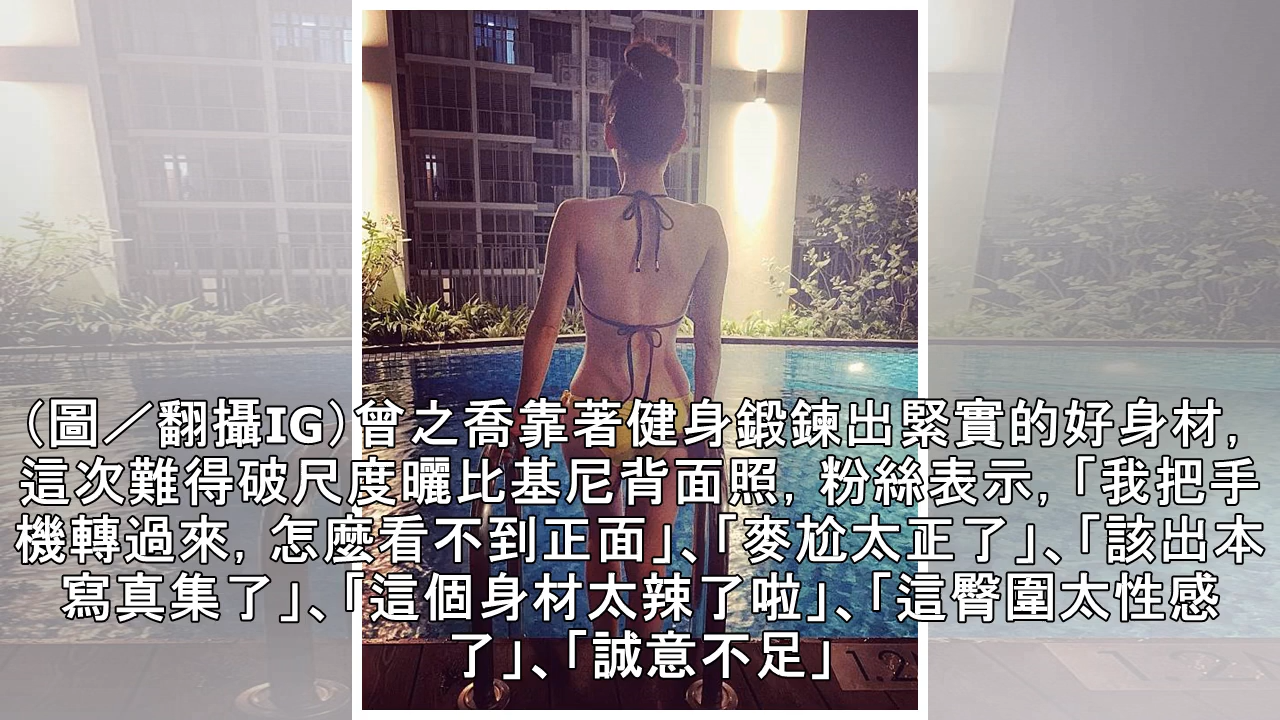 (圖／翻攝IG)曾之喬靠著健身鍛鍊出緊實的好身材,
這次難得破尺度曬比基尼背面照, 粉絲表示,「我把手
機轉過來, 怎麼看不到正面」、「麥尬太正了」、「該出本
寫真集了」、「這個身材太辣了啦」、「這臀圍太性感
了」、「誠意不足」
1.2